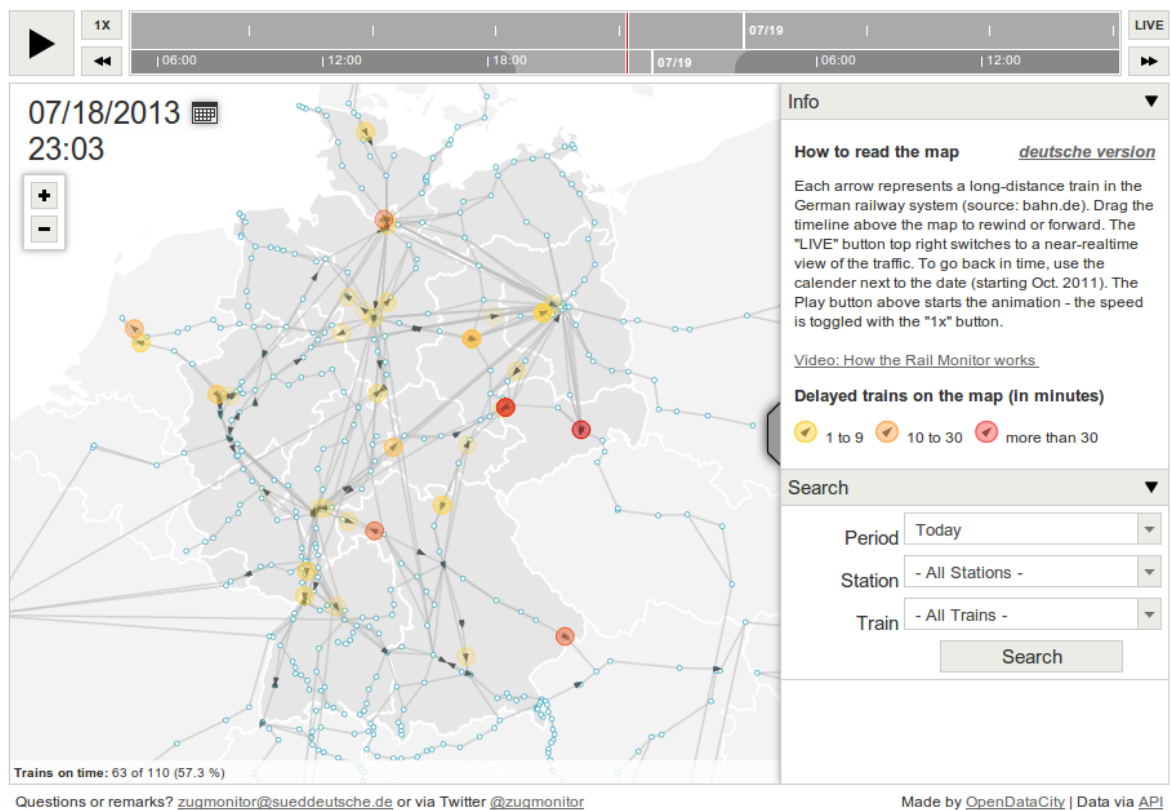 1X
07/19
LIVE
06:00
12:00
18:00
07/19
06:00
12:00
07/18/2013
23:03
+
-
Trains on time: 63 of 110 (57.3 %)
Info
How to read the map
deutsche version
Each arrow represents a long-distance train in the
German railway system (source: bahn.de). Drag the
timeline above the map to rewind or forward. The
"LIVE" button top right switches to a near-realtime
view of the traffic. To go back in time, use the
calender next to the date (starting Oct. 2011). The
Play button above starts the animation - the speed
is toggled with the "1x" button.
Video: How the Rail Monitor works
Delayed trains on the map (in minutes)
1 to 9 10 to 30 more than 30
Search
Period Today
Station - All Stations -
Train - All Trains -
Search
Questions or remarks? zugmonitor@sueddeutsche.de or via Twitter @zugmonitor
Made by OpenDataCity | Data via API